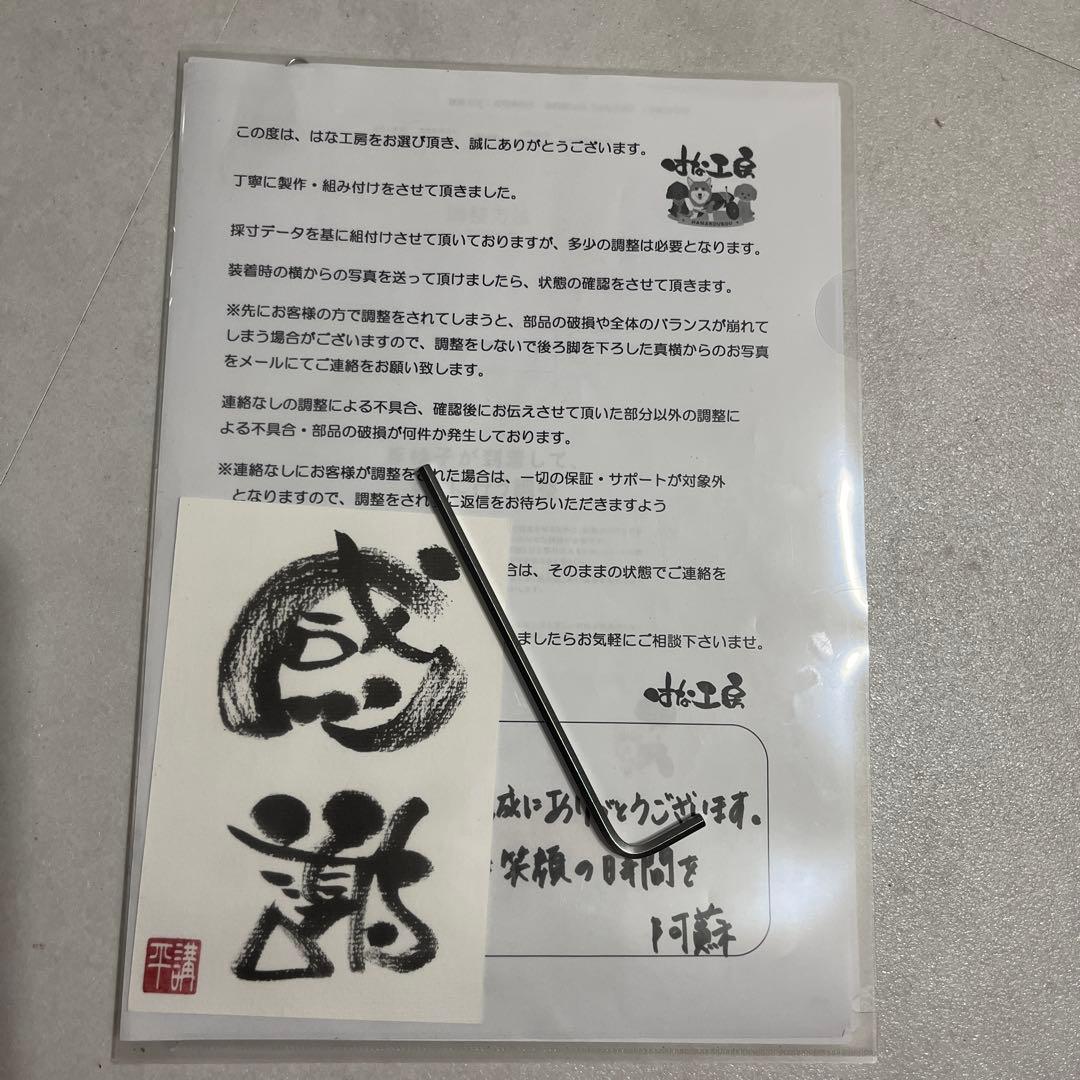 この度は、はな工房をお選び頂き、誠にありがとうございます。
はな工房
HANAKOUBOU
丁寧に製作・組み付けをさせて頂きました。
採寸データを基に組付けさせて頂いておりますが、多少の調整は必要となります。
装着時の横からの写真を送って頂けましたら、状態の確認をさせて頂きます。
※先にお客様の方で調整をされてしまうと、部品の破損や全体のバランスが崩れて
しまう場合がございますので、調整をしないで後ろ脚を下ろした真横からのお写真
をメールにてご連絡をお願い致します。
連絡なしの調整による不具合、確認後にお伝えさせて頂いた部分以外の調整に
よる不具合・部品の破損が何件か発生しております。
※連絡なしにお客様が調整をされた場合は、一切の保証・サポートが対象外
となりますので、調整をされ に返信をお待ちいただきますよう
合は、そのままの状態でご連絡を
ましたらお気軽にご相談下さいませ。
はな工房
誠にありがとうございます。
笑顔の時間を
阿蘇
感謝
平講